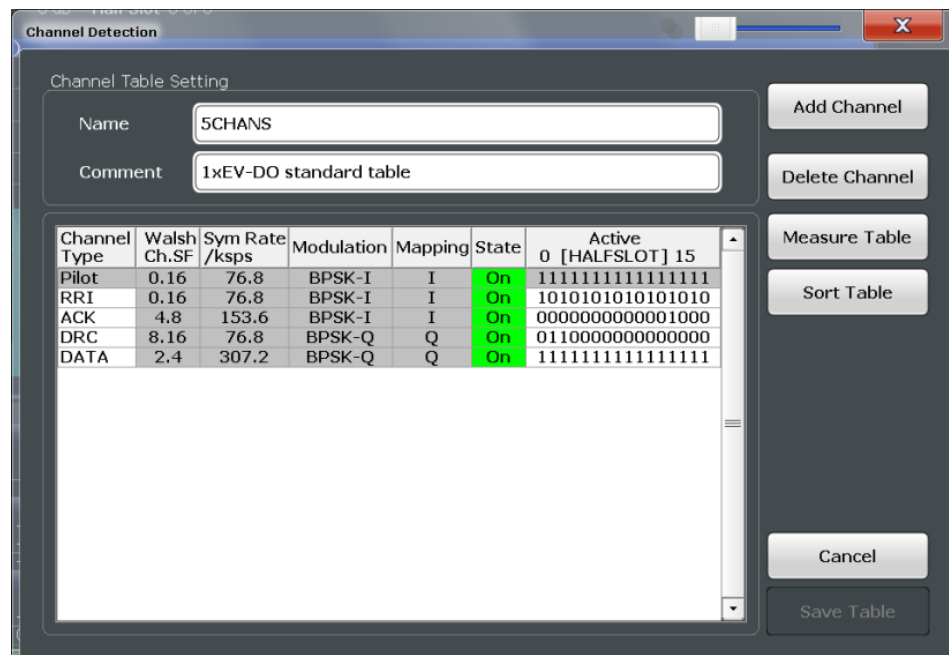 Channel Detection
X
Channel Table Setting
Name 5CHANS
Comment 1xEV-DO standard table
Add Channel
Delete Channel
Measure Table
Sort Table
Channel Type Walsh Ch.SF Sym Rate /ksps Modulation Mapping State Active 0 [HALFSLOT] 15
Pilot 0.16 76.8 BPSK-I I On 1111111111111111
RRI 0.16 76.8 BPSK-I I On 1010101010101010
ACK 4.8 153.6 BPSK-I I On 0000000000001000
DRC 8.16 76.8 BPSK-Q Q On 0110000000000000
DATA 2.4 307.2 BPSK-Q Q On 1111111111111111
Cancel
Save Table